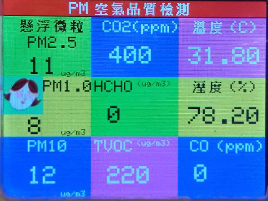 PM 空氣品質檢測
懸浮微粒 CO2(ppm) 溫度 (C)
PM2.5 400 31.80
11 ug/m3
PM1.0 HCHO ug/m3 溼度 (%)
8 ug/m3 0 78.20
PM10 TVOC ug/m3 CO (ppm)
12 ug/m3 220 0